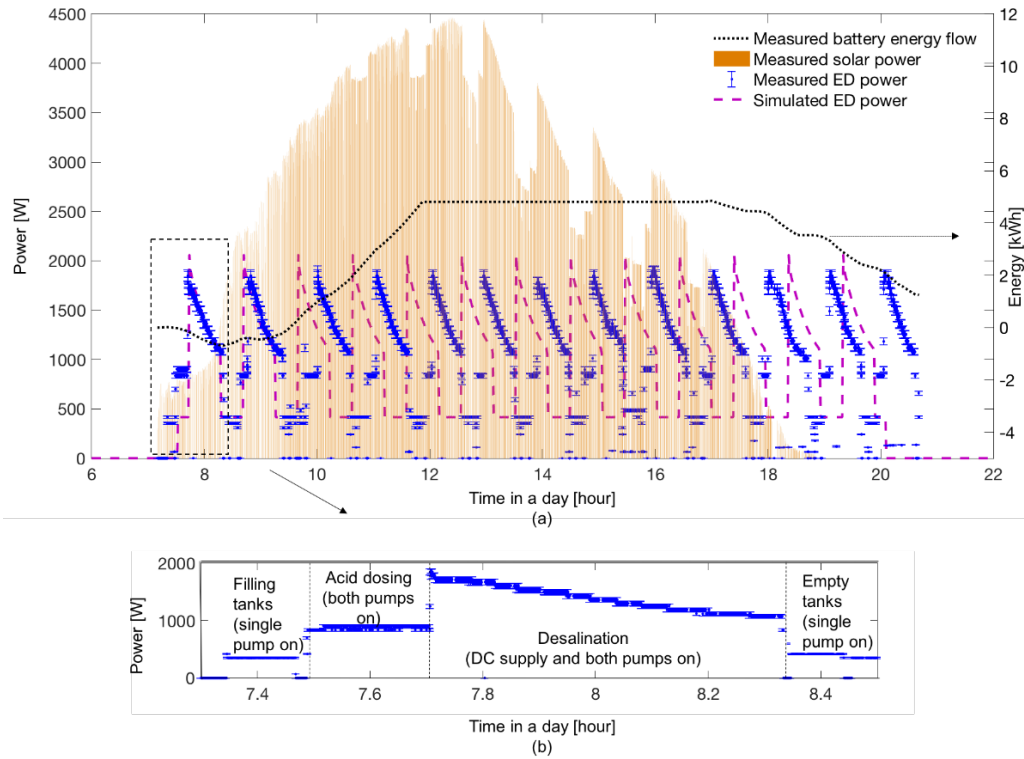 4500
4000
3500
3000
2500
2000
1500
1000
500
0
Power [W]
12
10
8
6
4
2
0
-2
-4
Energy [kWh]
Measured battery energy flow
Measured solar power
Measured ED power
Simulated ED power
6 8 10 12 14 16 18 20 22
Time in a day [hour]
(a)
2000
1000
0
Power [W]
Filling
tanks
(single
pump on)
Acid dosing
(both pumps
on)
Desalination
(DC supply and both pumps on)
Empty
tanks
(single
pump on)
7.4 7.6 7.8 8 8.2 8.4
Time in a day [hour]
(b)